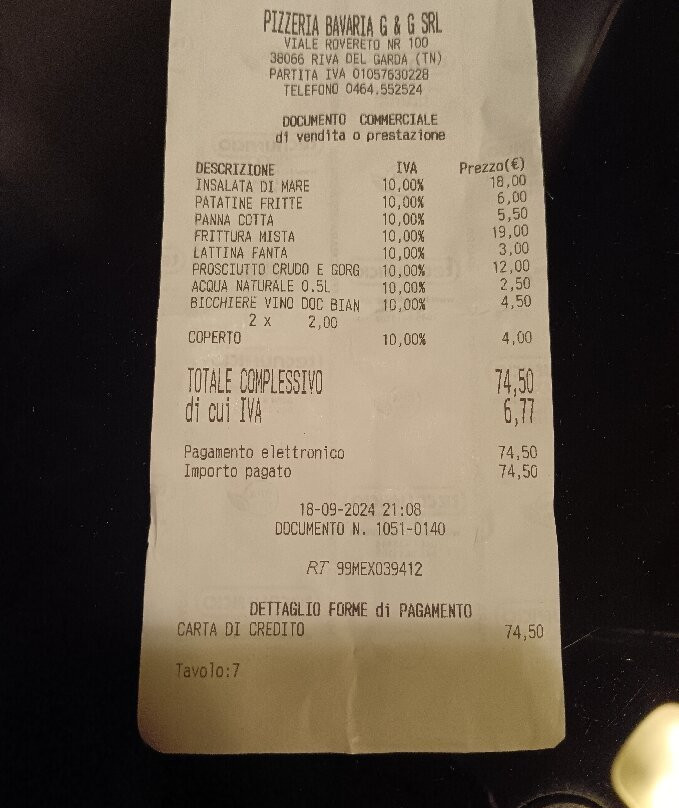 PIZZERIA BAVARIA G & G SRL
VIALE ROVERETO NR 100
38066 RIVA DEL GARDA (TN)
PARTITA IVA 01057630228
TELEFONO 0464.552524
DOCUMENTO COMMERCIALE
di vendita o prestazione
DESCRIZIONE IVA Prezzo(€)
INSALATA DI MARE 10,00% 18,00
PATATINE FRITTE 10,00% 6,00
PANNA COTTA 10,00% 5,50
FRITTURA MISTA 10,00% 19,00
LATTINA FANTA 10,00% 3,00
PROSCIUTTO CRUDO E GORG 10,00% 12,00
ACQUA NATURALE 0.5L 10,00% 2,50
BICCHIERE VINO DOC BIAN 10,00% 4,50
2 x 2,00
COPERTO 10,00% 4,00
TOTALE COMPLESSIVO 74,50
di cui IVA 6,77
Pagamento elettronico 74,50
Importo pagato 74,50
18-09-2024 21:08
DOCUMENTO N. 1051-0140
RT 99MEX039412
DETTAGLIO FORME di PAGAMENTO
CARTA DI CREDITO 74,50
Tavolo:7